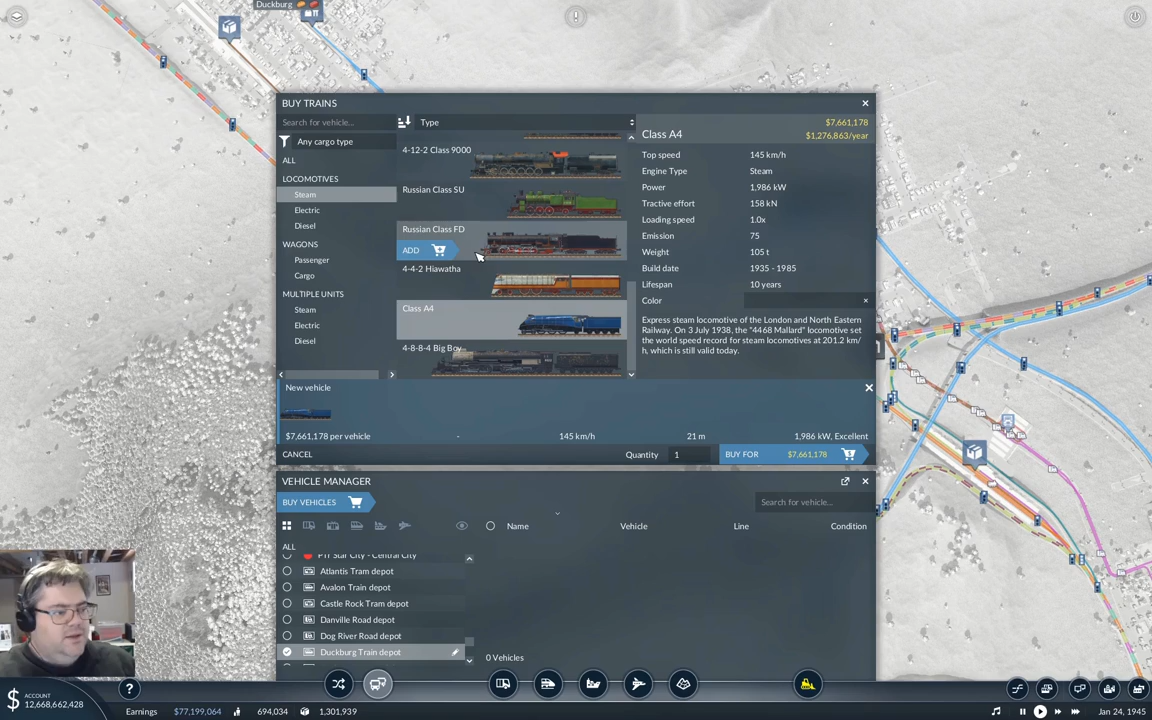 Duckburg
BUY TRAINS
Search for vehicle...
Type
Any cargo type
ALL
LOCOMOTIVES
Steam
Electric
Diesel
WAGONS
Passenger
Cargo
MULTIPLE UNITS
Steam
Electric
Diesel
4-12-2 Class 9000
Russian Class SU
Russian Class FD
ADD
4-4-2 Hiawatha
Class A4
4-8-8-4 Big Boy
$7,661,178
Class A4
$1,276,863/year
Top speed 145 km/h
Engine Type Steam
Power 1,986 kW
Tractive effort 158 kN
Loading speed 1.0x
Emission 75
Weight 105 t
Build date 1935 - 1985
Lifespan 10 years
Color
Express steam locomotive of the London and North Eastern
Railway. On 3 July 1938, the "4468 Mallard" locomotive set
the world speed record for steam locomotives at 201.2 km/
h, which is still valid today.
New vehicle
$7,661,178 per vehicle - 145 km/h 21 m 1,986 kW, Excellent
CANCEL Quantity 1 BUY FOR $7,661,178
VEHICLE MANAGER
BUY VEHICLES
Search for vehicle...
Name Vehicle Line Condition
ALL
Star City - Central City
Atlantis Tram depot
Avalon Train depot
Castle Rock Tram depot
Danville Road depot
Dog River Road depot
Duckburg Train depot
0 Vehicles
$ ACCOUNT
12,668,662,428
?
Earnings $77,199,064 694,034 1,301,939
Jan 24, 1945